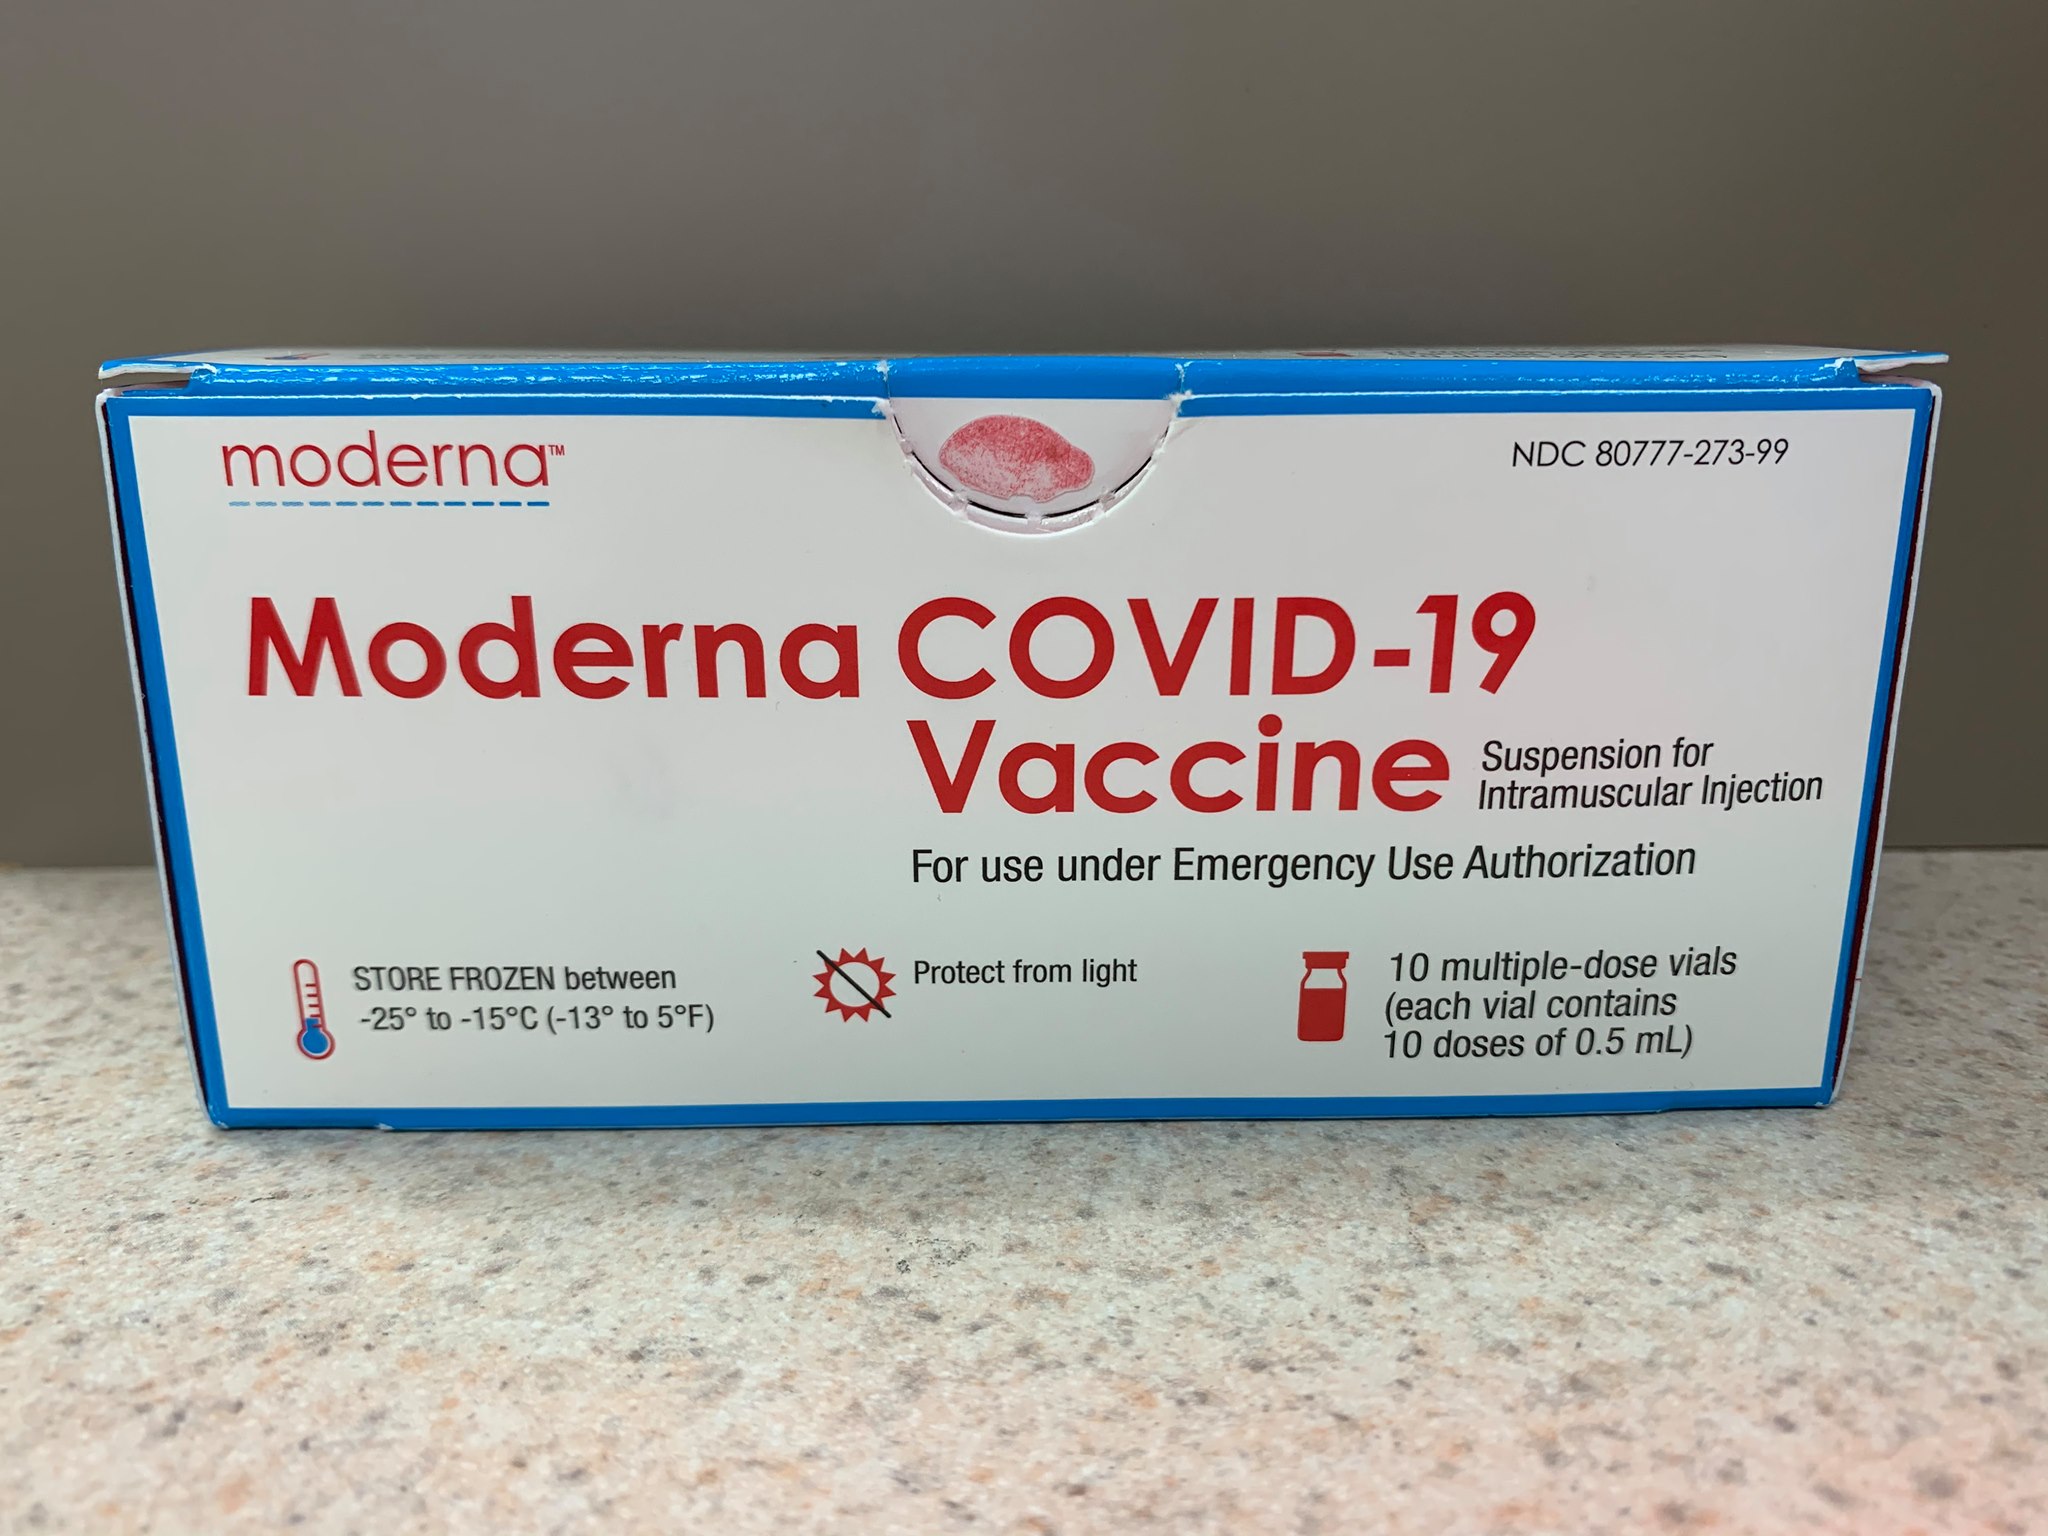 moderna™
NDC 80777-273-99
Moderna COVID-19
Vaccine
Suspension for
Intramuscular Injection
For use under Emergency Use Authorization
STORE FROZEN between
-25° to -15°C (-13° to 5°F)
Protect from light
10 multiple-dose vials
(each vial contains
10 doses of 0.5 mL)